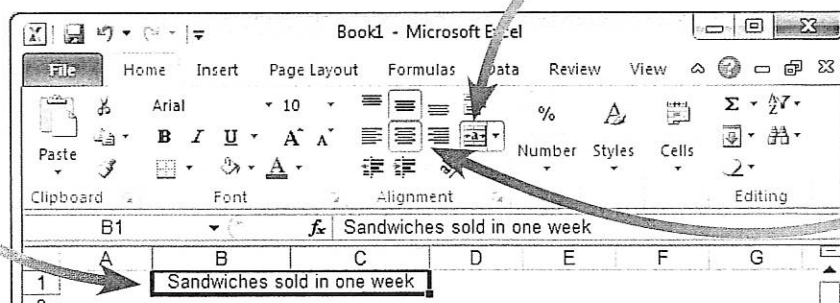 Book1 - Microsoft Excel
File Home Insert Page Layout Formulas Data Review View
Arial 10
B I U A A
Paste
A
% Number Styles Cells
Clipboard Font Alignment Editing
B1 fx Sandwiches sold in one week
A B C D E F G
1 Sandwiches sold in one week